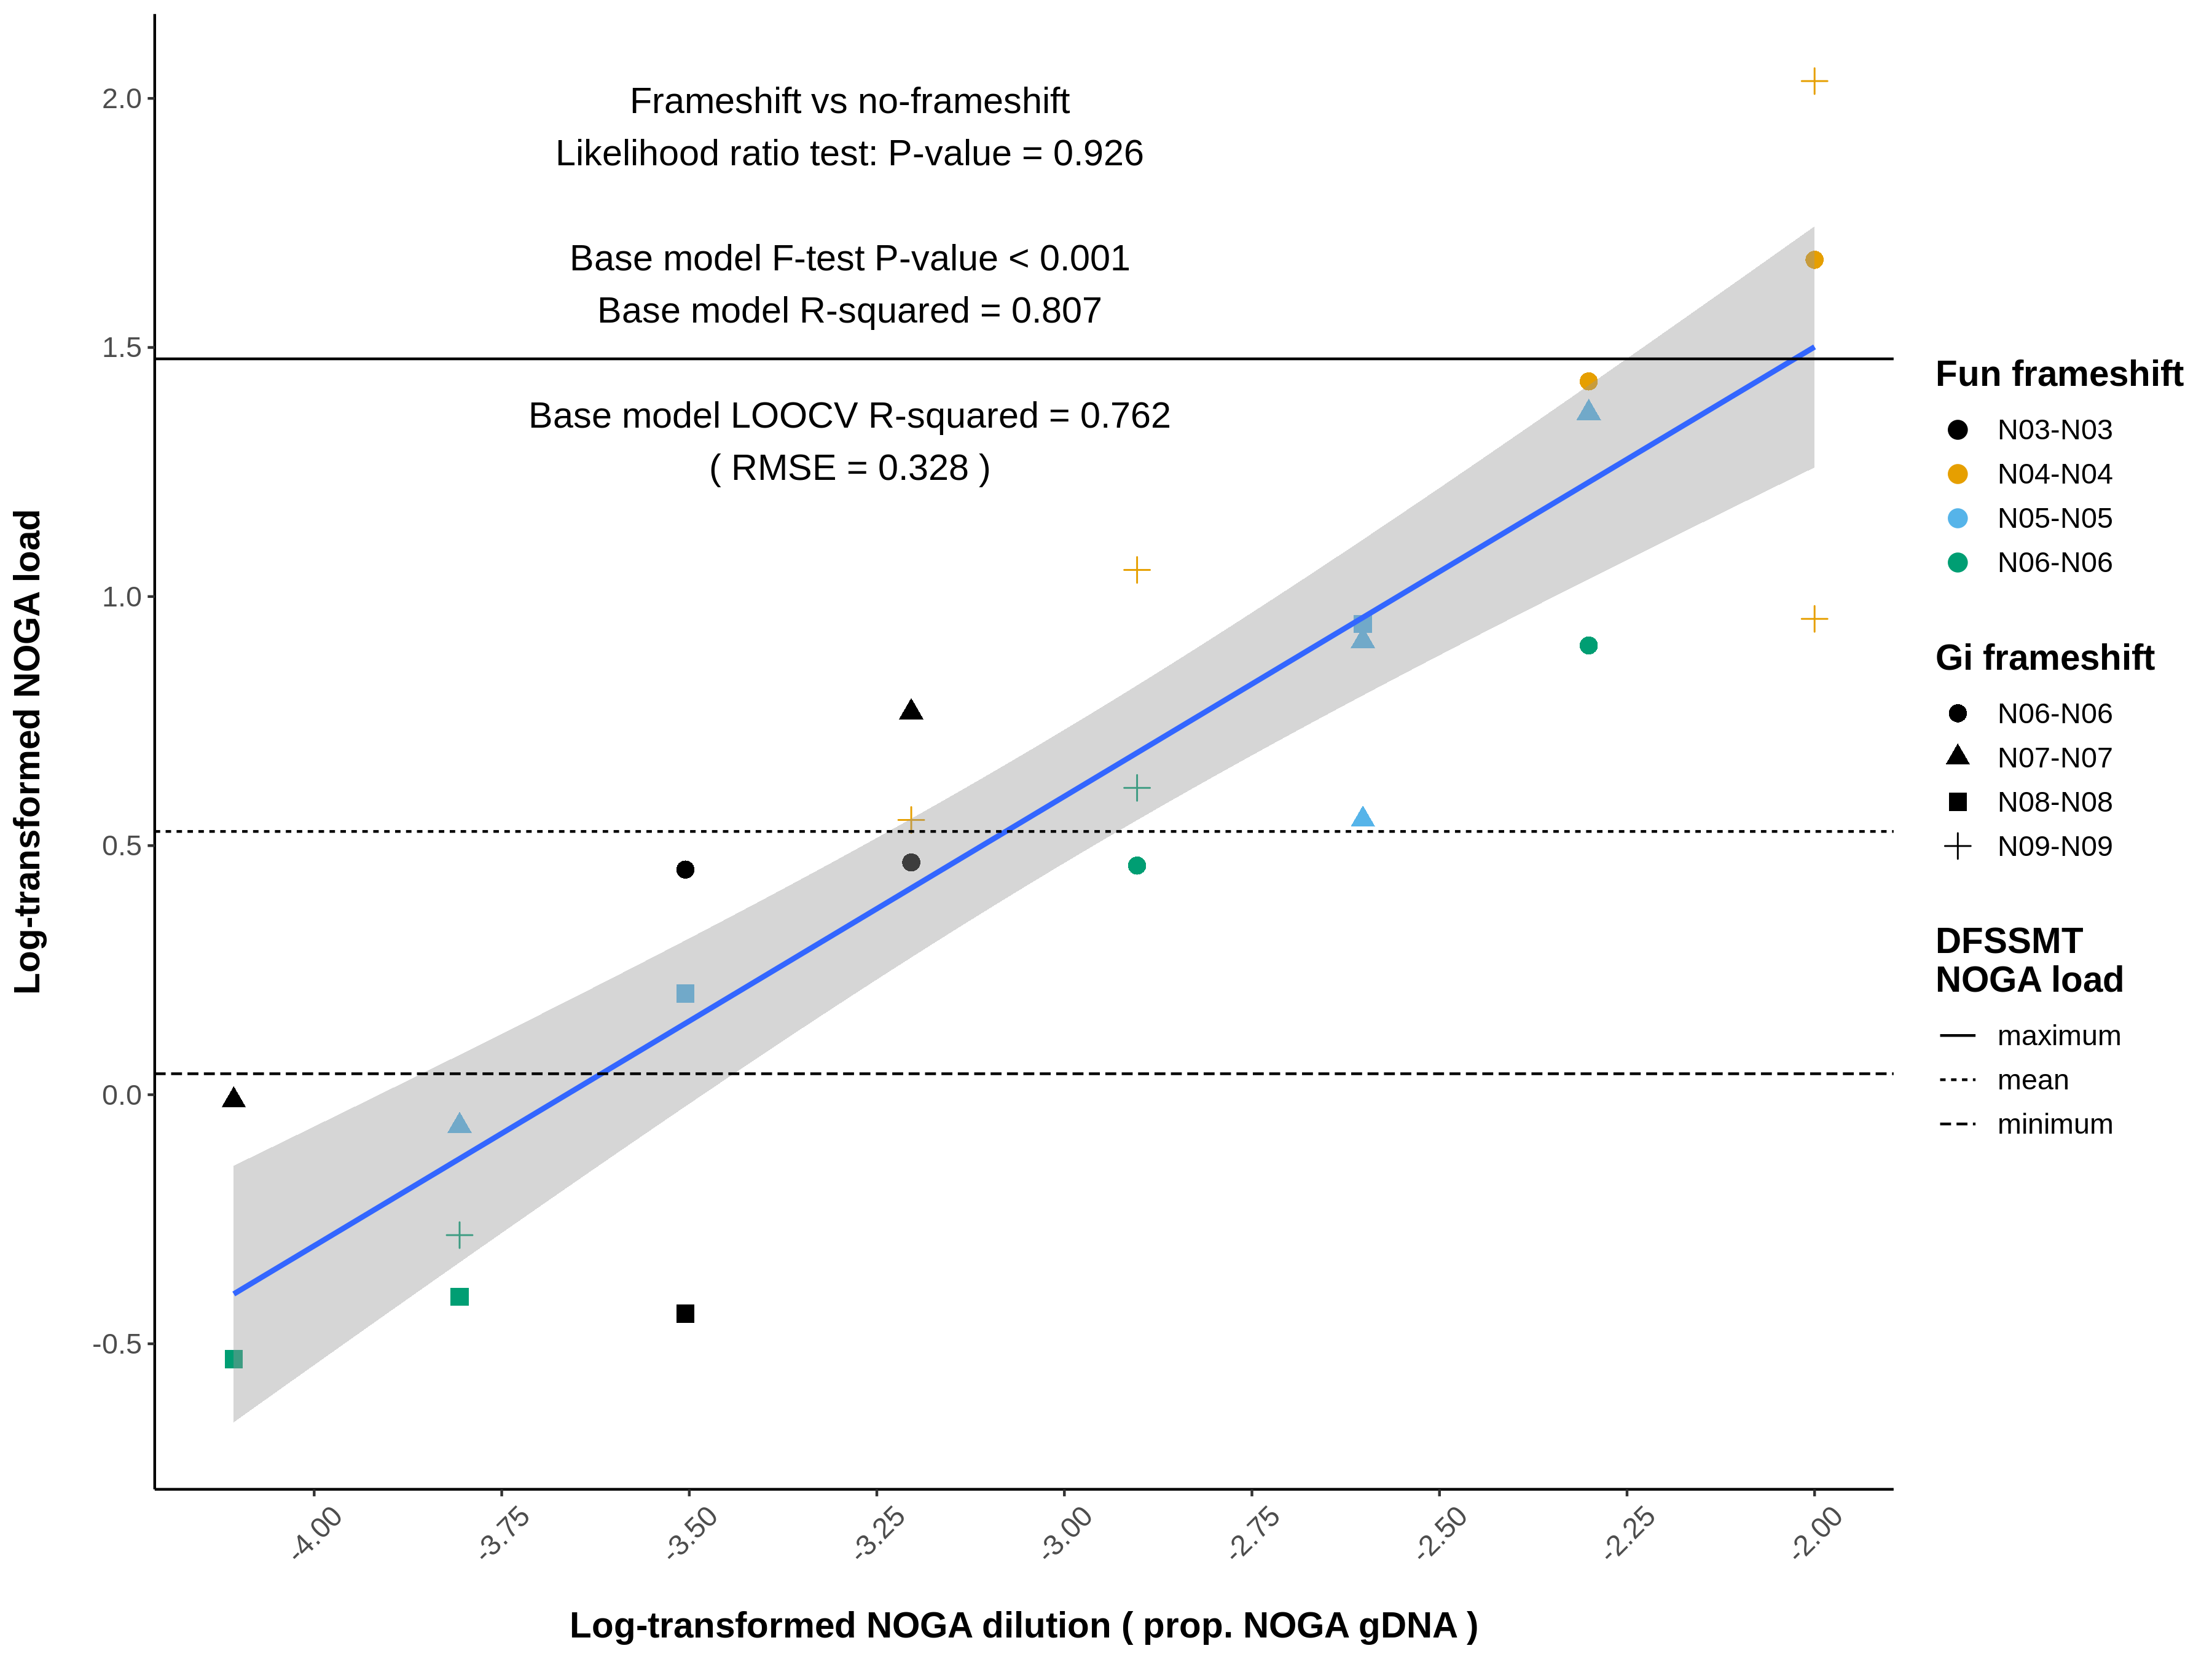 Frameshift vs no-frameshift
Likelihood ratio test: P-value = 0.926
Base model F-test P-value < 0.001
Base model R-squared = 0.807
Base model LOOCV R-squared = 0.762
( RMSE = 0.328 )
Log-transformed NOGA load
2.0
1.5
1.0
0.5
0.0
-0.5
-4.00
-3.75
-3.50
-3.25
-3.00
-2.75
-2.50
-2.25
-2.00
Log-transformed NOGA dilution ( prop. NOGA gDNA )
Fun frameshift
N03-N03
N04-N04
N05-N05
N06-N06
Gi frameshift
N06-N06
N07-N07
N08-N08
N09-N09
DFSSMT
NOGA load
maximum
mean
minimum